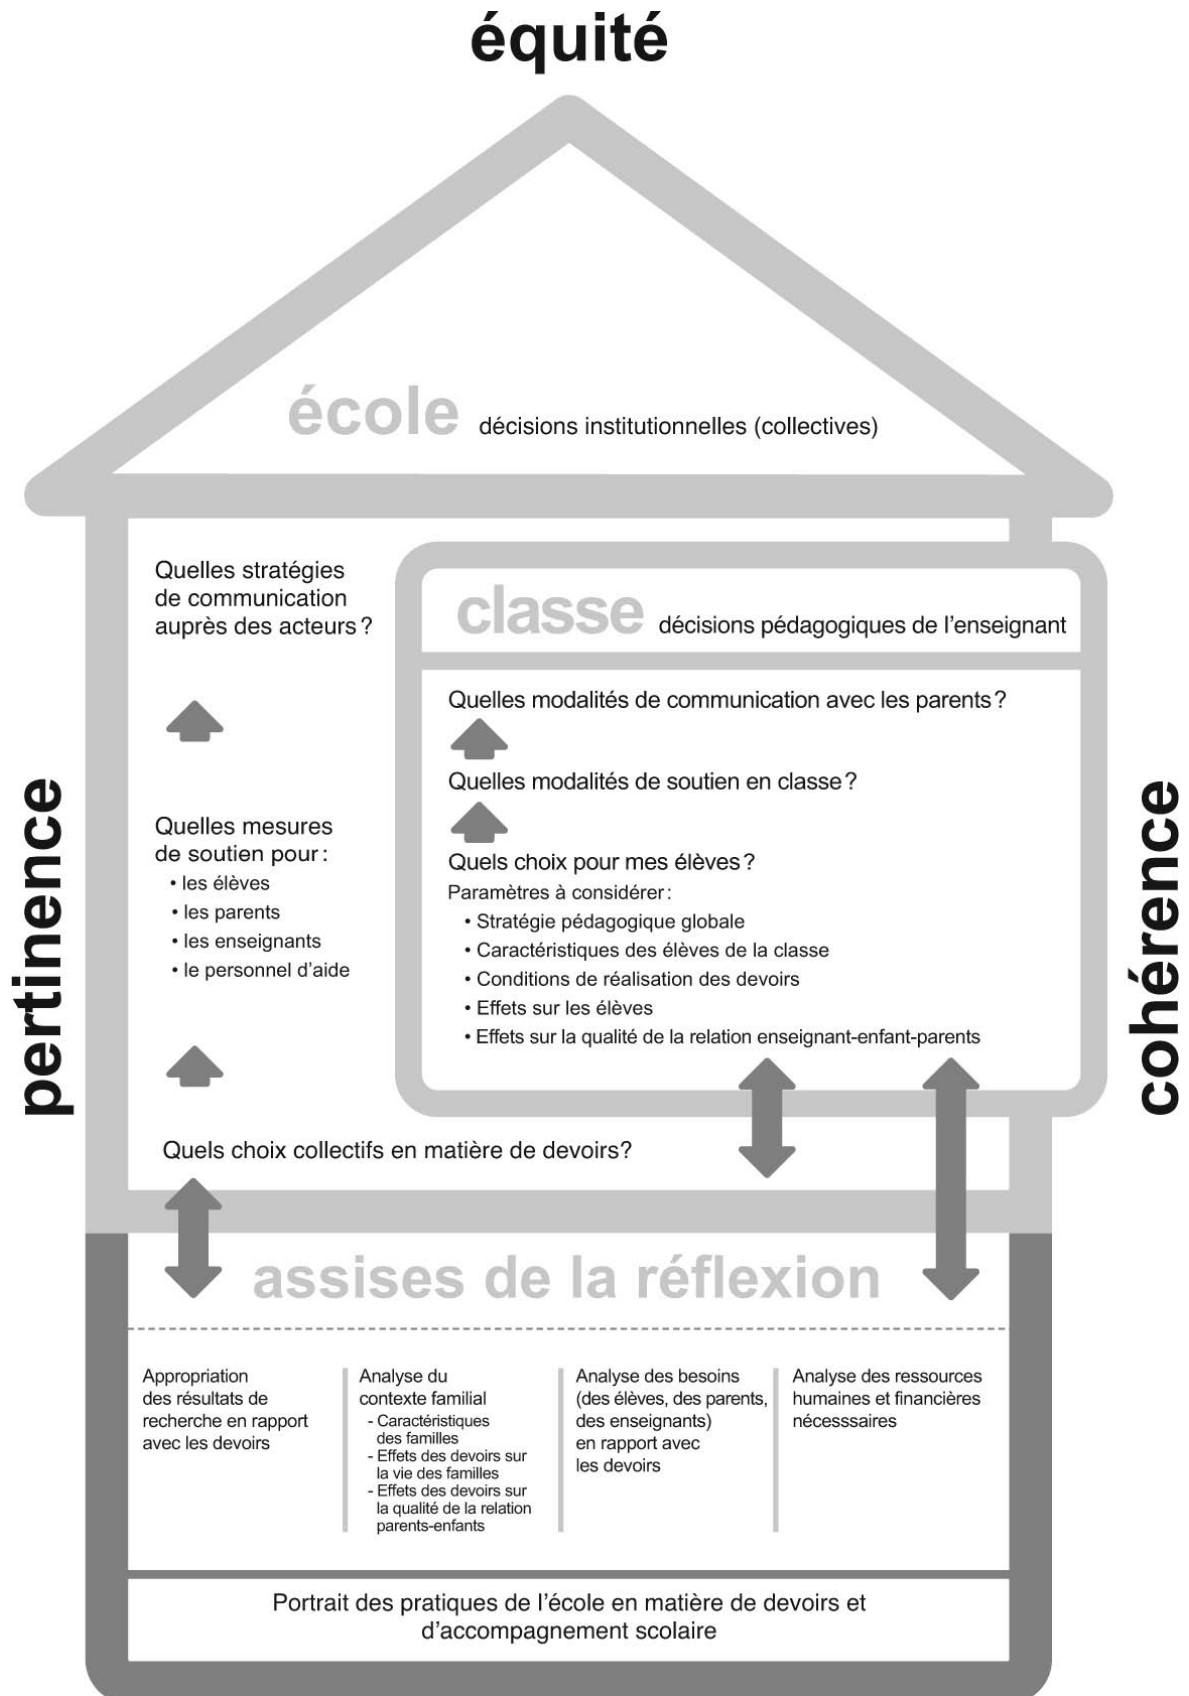 équité
école décisions institutionnelles (collectives)
Quelles stratégies
de communication
auprès des acteurs ?
Quelles mesures
de soutien pour :
• les élèves
• les parents
• les enseignants
• le personnel d’aide
Quels choix collectifs en matière de devoirs?
classe décisions pédagogiques de l’enseignant
Quelles modalités de communication avec les parents ?
Quelles modalités de soutien en classe ?
Quels choix pour mes élèves ?
Paramètres à considérer :
• Stratégie pédagogique globale
• Caractéristiques des élèves de la classe
• Conditions de réalisation des devoirs
• Effets sur les élèves
• Effets sur la qualité de la relation enseignant-enfant-parents
pertinence
cohérence
assises de la réflexion
Appropriation
des résultats de
recherche en rapport
avec les devoirs
Analyse du
contexte familial
- Caractéristiques
des familles
- Effets des devoirs sur
la vie des familles
- Effets des devoirs sur
la qualité de la relation
parents-enfants
Analyse des besoins
(des élèves, des parents,
des enseignants)
en rapport avec
les devoirs
Analyse des ressources
humaines et financières
nécesssaires
Portrait des pratiques de l’école en matière de devoirs et
d’accompagnement scolaire